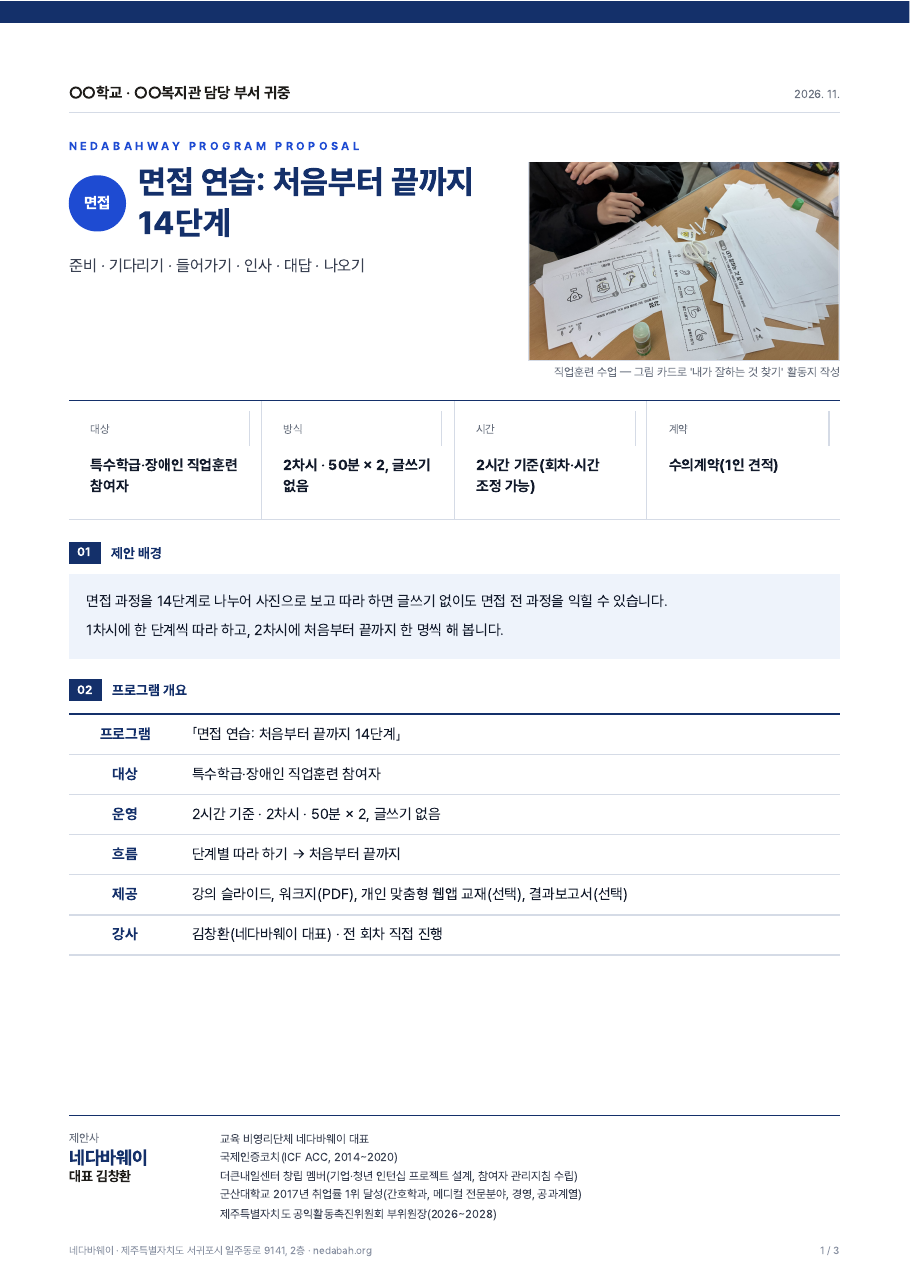 ○○학교 · ○○복지관 담당 부서 귀중
2026. 11.
NEDABAHWAY PROGRAM PROPOSAL
면접
면접 연습: 처음부터 끝까지
14단계
준비 · 기다리기 · 들어가기 · 인사 · 대답 · 나오기
직업훈련 수업 — 그림 카드로 '내가 잘하는 것 찾기' 활동지 작성
대상
특수학급·장애인 직업훈련
참여자
방식
2차시 · 50분 × 2, 글쓰기
없음
시간
2시간 기준(회차·시간
조정 가능)
계약
수의계약(1인 견적)
01 제안 배경
면접 과정을 14단계로 나누어 사진으로 보고 따라 하면 글쓰기 없이도 면접 전 과정을 익힐 수 있습니다.
1차시에 한 단계씩 따라 하고, 2차시에 처음부터 끝까지 한 명씩 해 봅니다.
02 프로그램 개요
프로그램 「면접 연습: 처음부터 끝까지 14단계」
대상 특수학급·장애인 직업훈련 참여자
운영 2시간 기준 · 2차시 · 50분 × 2, 글쓰기 없음
흐름 단계별 따라 하기 → 처음부터 끝까지
제공 강의 슬라이드, 워크지(PDF), 개인 맞춤형 웹앱 교재(선택), 결과보고서(선택)
강사 김창환(네다바웨이 대표) · 전 회차 직접 진행
제안사
네다바웨이
대표 김창환
교육 비영리단체 네다바웨이 대표
국제인증코치(ICF ACC, 2014~2020)
더큰내일센터 창립 멤버(기업·청년 인턴십 프로젝트 설계, 참여자 관리지침 수립)
군산대학교 2017년 취업률 1위 달성(간호학과, 메디컬 전문분야, 경영, 공과계열)
제주특별자치도 공익활동촉진위원회 부위원장(2026~2028)
네다바웨이 · 제주특별자치도 서귀포시 일주동로 9141, 2층 · nedabah.org
1 / 3